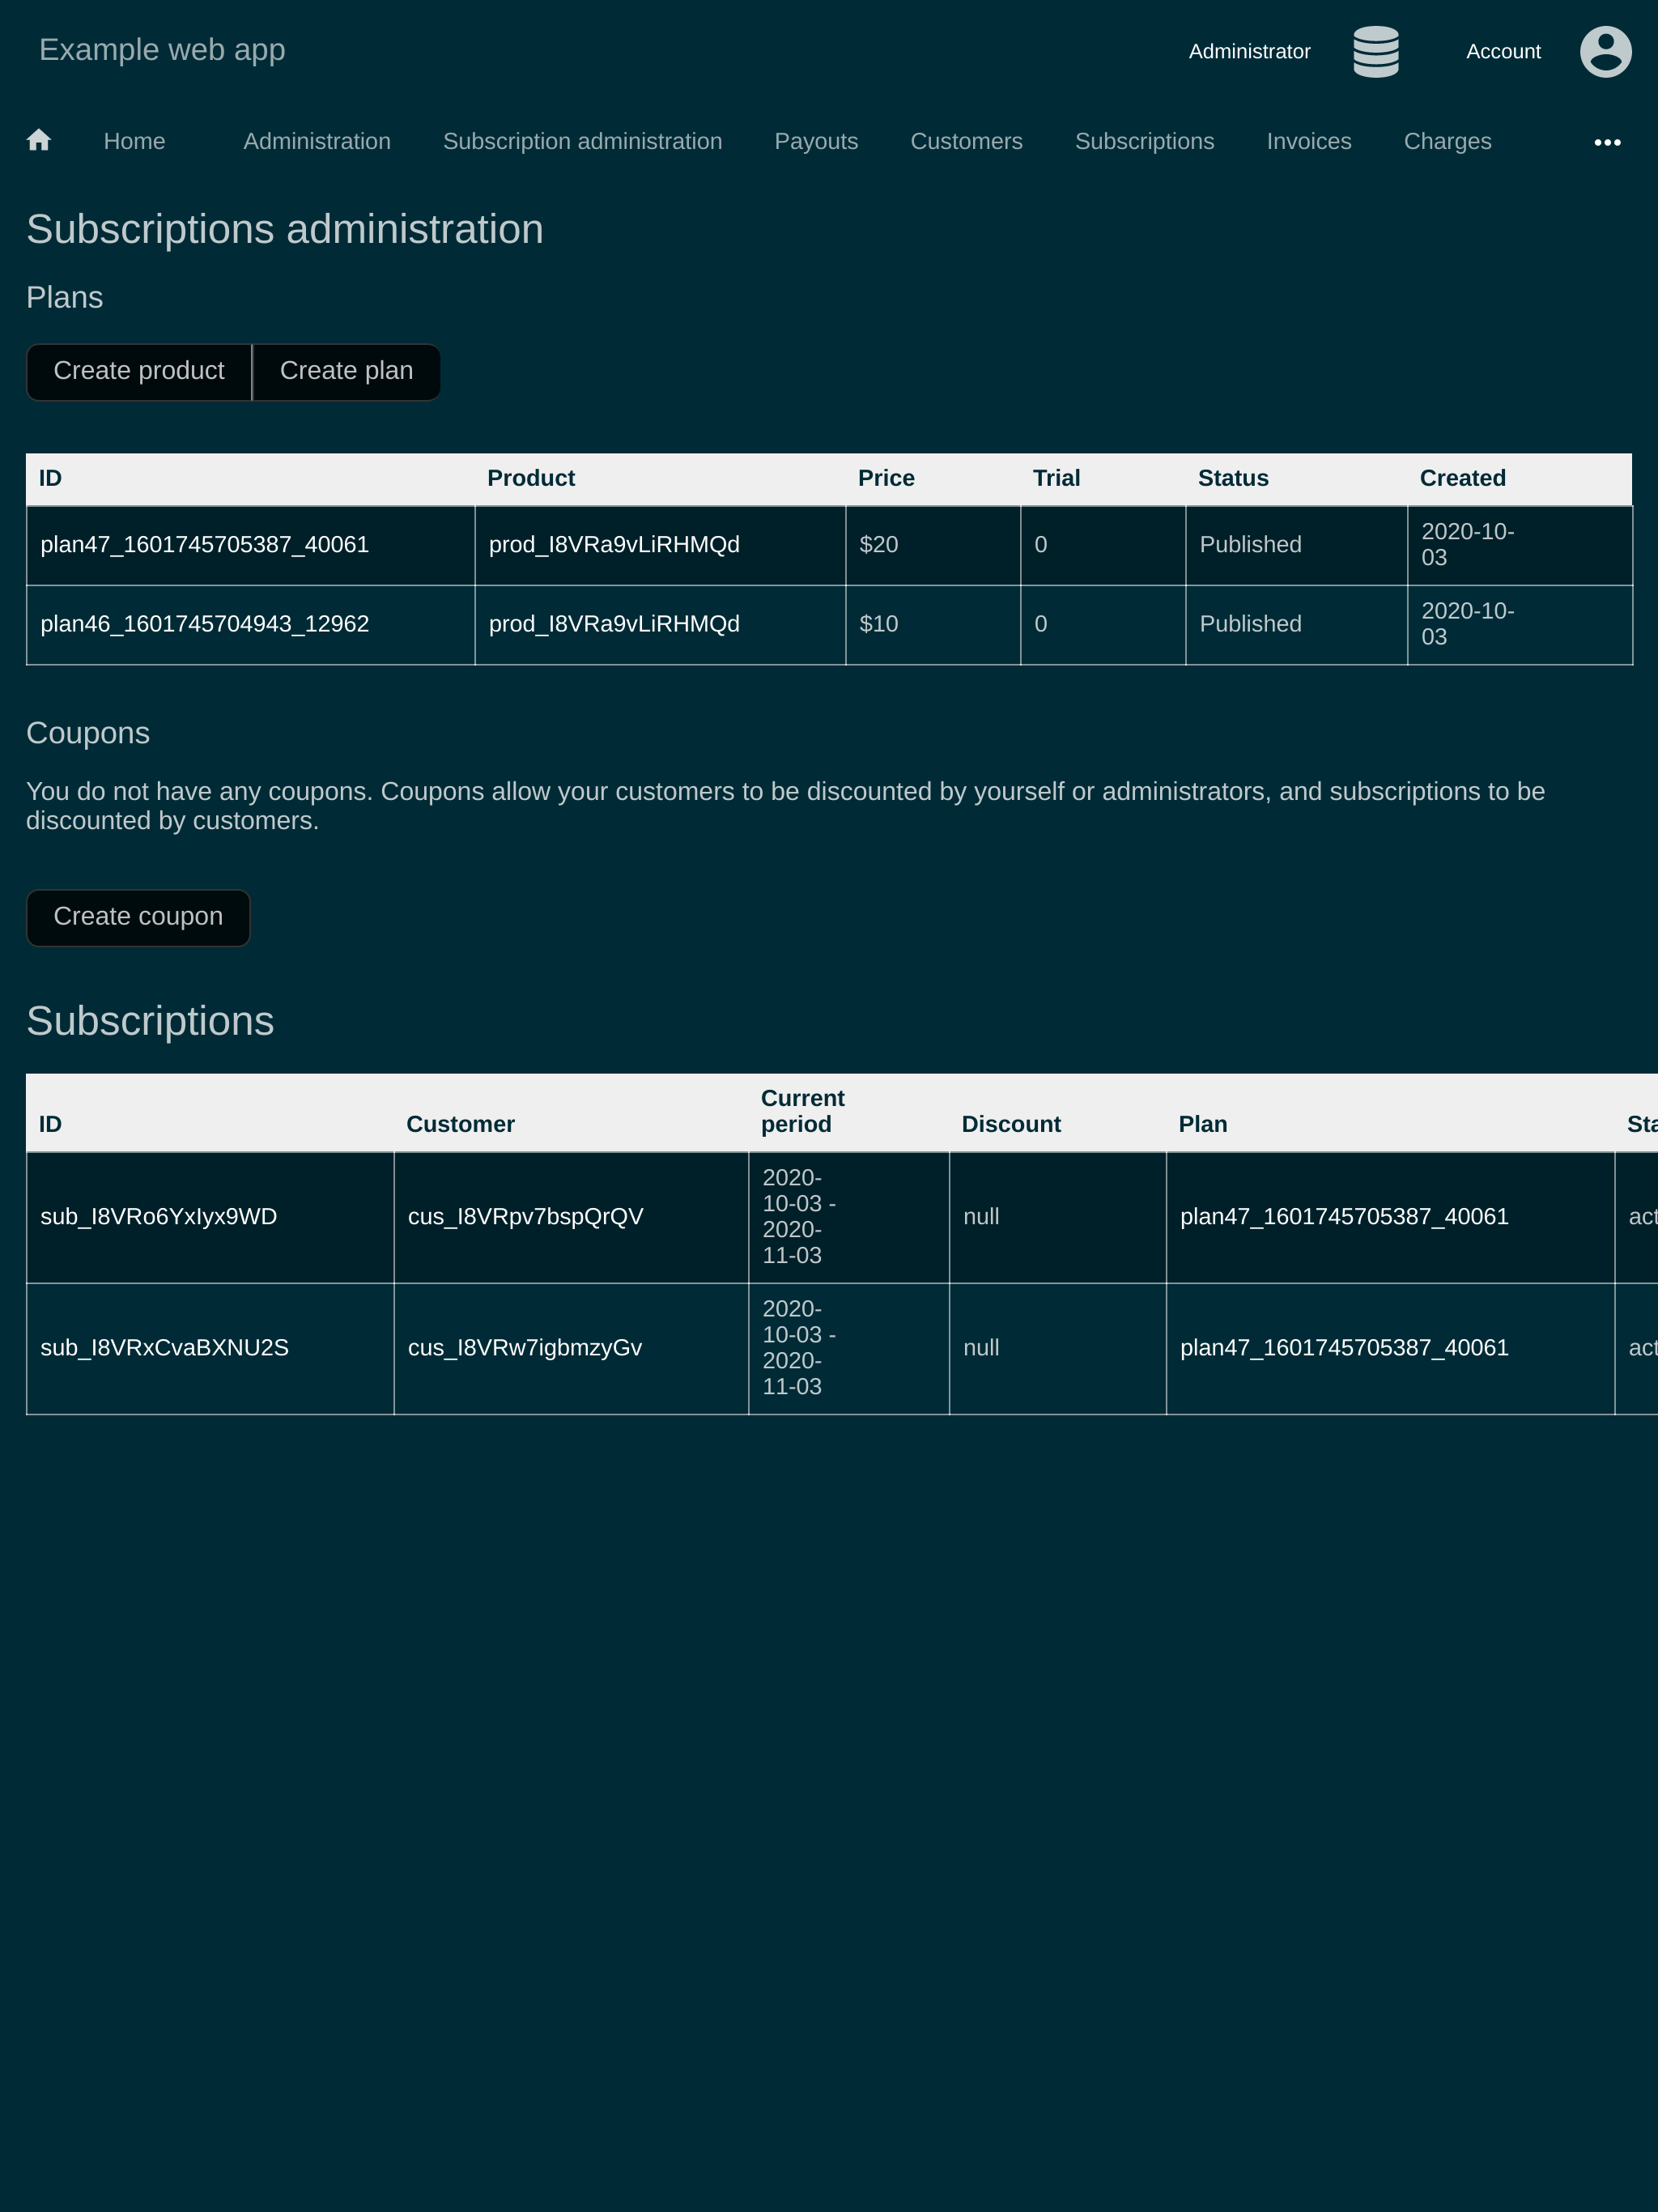 Example web app
Administrator
Account
Home Administration Subscription administration Payouts Customers Subscriptions Invoices Charges
Subscriptions administration
Plans
Create product Create plan
ID Product Price Trial Status Created
plan47_1601745705387_40061 prod_I8VRa9vLiRHMQd $20 0 Published 2020-10-
03
plan46_1601745704943_12962 prod_I8VRa9vLiRHMQd $10 0 Published 2020-10-
03
Coupons
You do not have any coupons. Coupons allow your customers to be discounted by yourself or administrators, and subscriptions to be
discounted by customers.
Create coupon
Subscriptions
ID Customer Current
period Discount Plan Sta
sub_I8VRo6YxIyx9WD cus_I8VRpv7bspQrQV 2020-
10-03 -
2020-
11-03 null plan47_1601745705387_40061 act
sub_I8VRxCvaBXNU2S cus_I8VRw7igbmzyGv 2020-
10-03 -
2020-
11-03 null plan47_1601745705387_40061 act